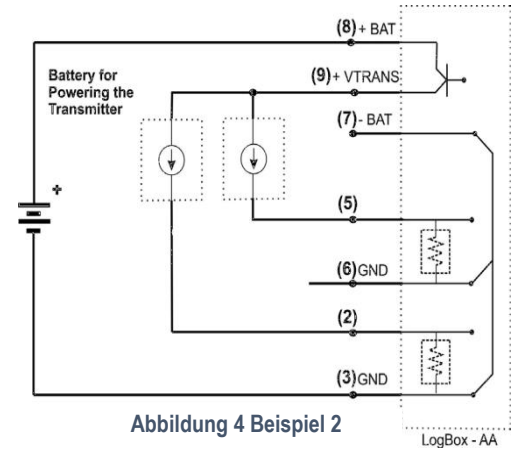 (8)+ BAT
Battery for
Powering the
Transmitter
(9)+ VTRANS
(7)- BAT
+
(5)
(6)GND
(2)
(3)GND
Abbildung 4 Beispiel 2
LogBox - AA